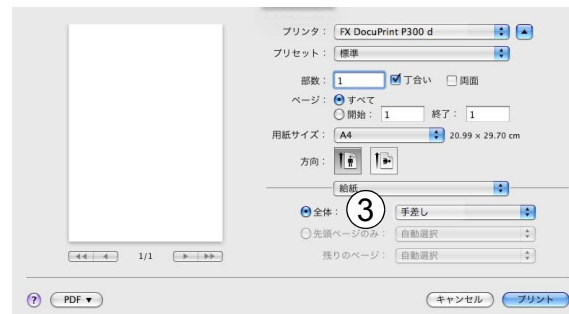 プリンタ： FX DocuPrint P300 d
プリセット： 標準
部数： 1 丁合い 両面
ページ： すべて
開始： 1 終了： 1
用紙サイズ： A4 20.99 × 29.70 cm
方向：
給紙
全体： 3 手差し
先頭ページのみ： 自動選択
残りのページ： 自動選択
1/1
? PDF ▼ キャンセル プリント